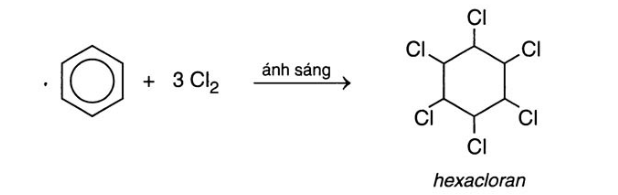 Cl
Cl Cl
+ 3 Cl₂ ánh sáng
Cl Cl
Cl
hexacloran